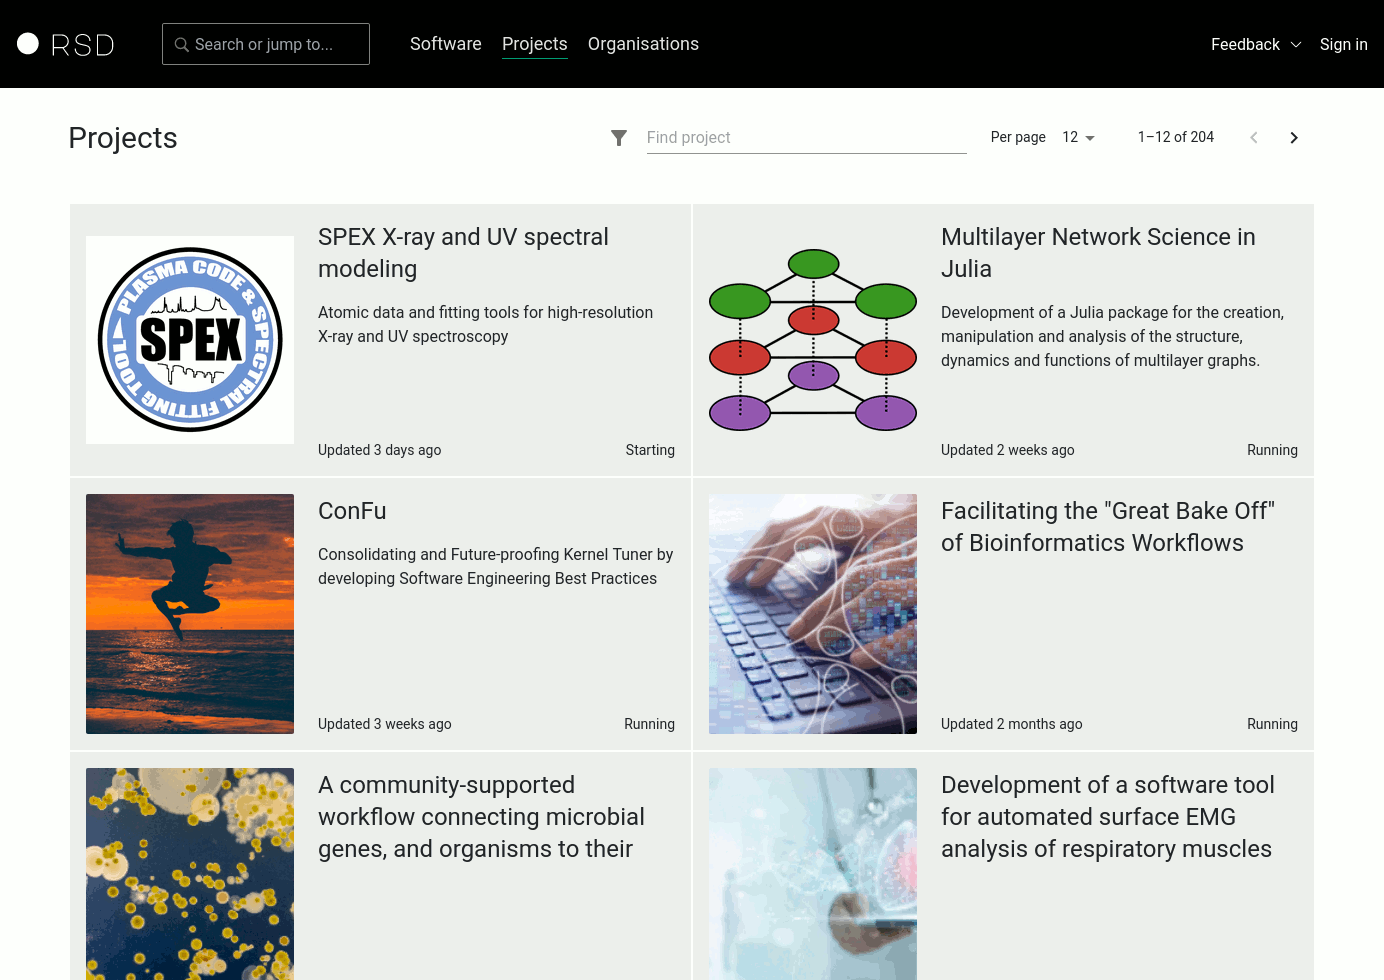 RSD
Search or jump to...
Software
Projects
Organisations
Feedback
Sign in
Projects
Find project
Per page
12
1–12 of 204
PLASMA CODE & SPECTRAL FITTING TOOL
SPEX
SPEX X-ray and UV spectral
modeling
Atomic data and fitting tools for high-resolution
X-ray and UV spectroscopy
Updated 3 days ago
Starting
Multilayer Network Science in
Julia
Development of a Julia package for the creation,
manipulation and analysis of the structure,
dynamics and functions of multilayer graphs.
Updated 2 weeks ago
Running
ConFu
Consolidating and Future-proofing Kernel Tuner by
developing Software Engineering Best Practices
Updated 3 weeks ago
Running
Facilitating the "Great Bake Off"
of Bioinformatics Workflows
Updated 2 months ago
Running
A community-supported
workflow connecting microbial
genes, and organisms to their
Development of a software tool
for automated surface EMG
analysis of respiratory muscles